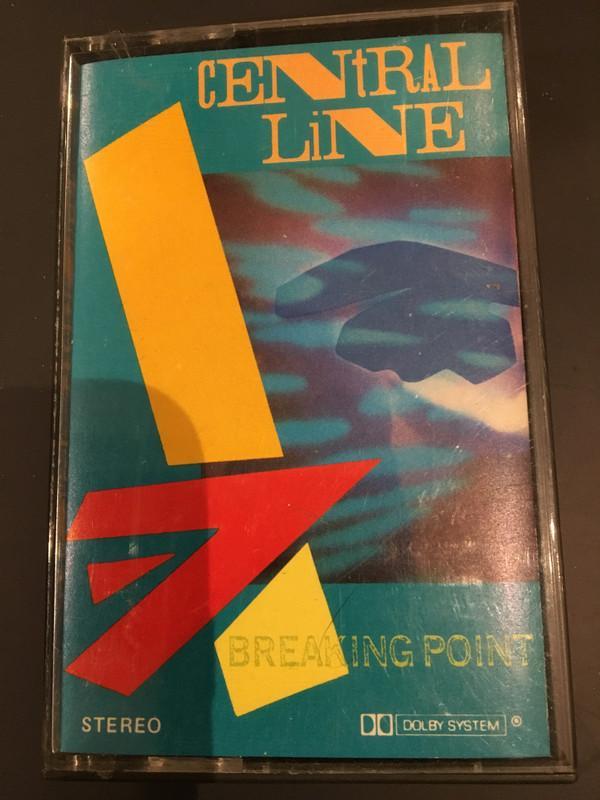 CENtRAL
LiNE
BREAKING POINT
STEREO
DOLBY SYSTEM ®